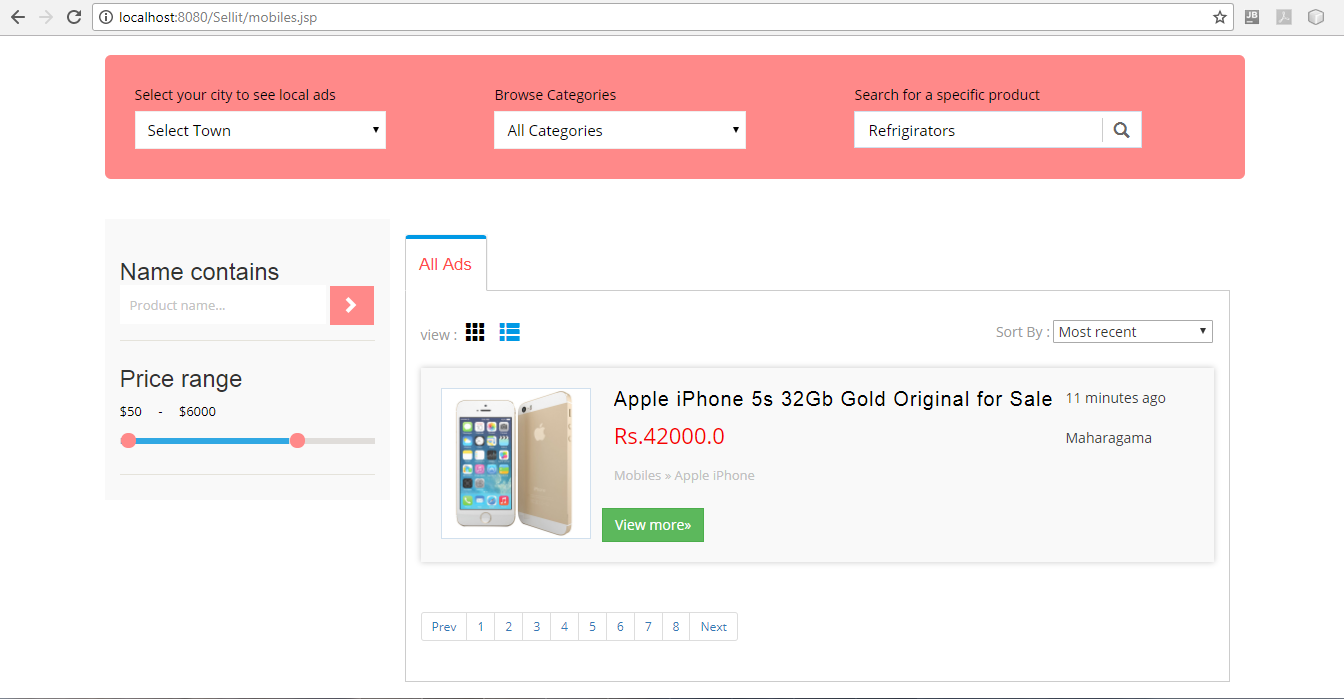 localhost:8080/Sellit/mobiles.jsp
JB
Select your city to see local ads
Browse Categories
Search for a specific product
Select Town
All Categories
Refrigirators
Name contains
Product name...
Price range
$50 - $6000
All Ads
view :
Sort By : Most recent
Apple iPhone 5s 32Gb Gold Original for Sale
11 minutes ago
Rs.42000.0
Maharagama
Mobiles » Apple iPhone
View more»
Prev 1 2 3 4 5 6 7 8 Next